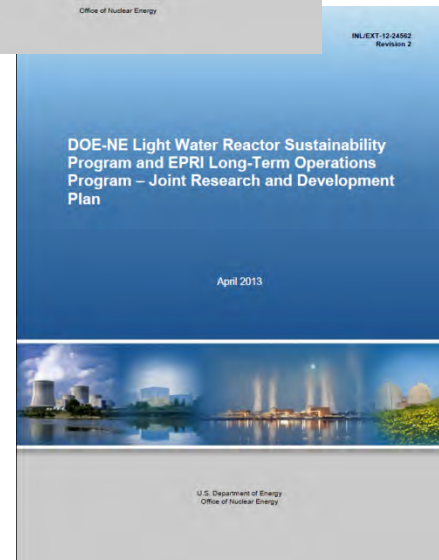 Office of Nuclear Energy
INL/EXT-12-24562
Revision 2
DOE-NE Light Water Reactor Sustainability
Program and EPRI Long-Term Operations
Program – Joint Research and Development
Plan
April 2013
U.S. Department of Energy
Office of Nuclear Energy